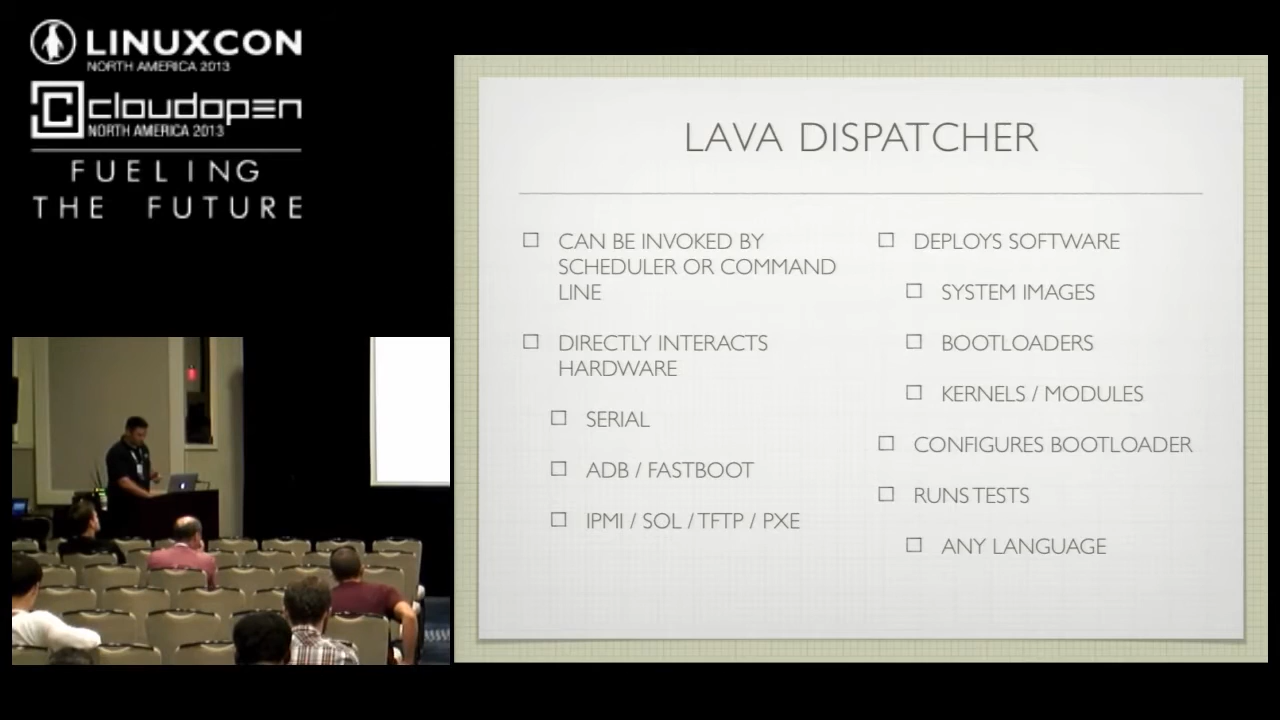 LINUXCON
NORTH AMERICA 2013
cloudopen
NORTH AMERICA 2013
FUELING
THE FUTURE
LAVA DISPATCHER
CAN BE INVOKED BY
SCHEDULER OR COMMAND
LINE
DIRECTLY INTERACTS
HARDWARE
SERIAL
ADB / FASTBOOT
IPMI / SOL / TFTP / PXE
DEPLOYS SOFTWARE
SYSTEM IMAGES
BOOTLOADERS
KERNELS / MODULES
CONFIGURES BOOTLOADER
RUNS TESTS
ANY LANGUAGE